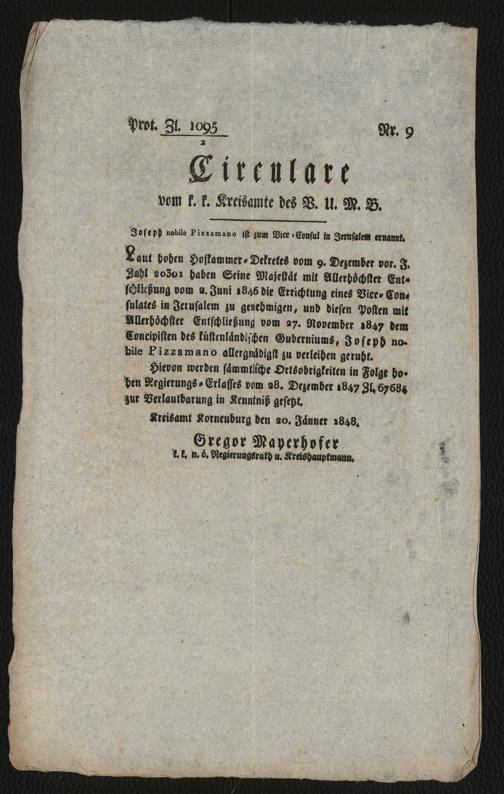 Prot. Zl. 1095 Nr. 9
2
Circulare
vom k. k. Kreisamte des V. U. M. B.
Joseph nobile Pizzamano ist zum Vice-Consul in Jerusalem ernannt.
Laut hohen Hofkammer-Dekretes vom 9. Dezember vor. J.
Zahl 20301 haben Seine Majestät mit Allerhöchster Ent-
schließung vom 2. Juni 1846 die Errichtung eines Vice-Con-
sulates in Jerusalem zu genehmigen, und diesen Posten mit
Allerhöchster Entschließung vom 27. November 1847 dem
Concipisten des küstenländischen Guberniums, Joseph no-
bile Pizzamano allergnädigst zu verleihen geruht.
Hievon werden sämmtliche Ortsobrigkeiten in Folge ho-
hen Regierungs-Erlasses vom 28. Dezember 1847 Zl. 67684
zur Verlautbarung in Kenntniß gesetzt.
Kreisamt Korneuburg den 20. Jänner 1848.
Gregor Mayerhofer
k. k. n. ö. Regierungsrath u. Kreishauptmann.